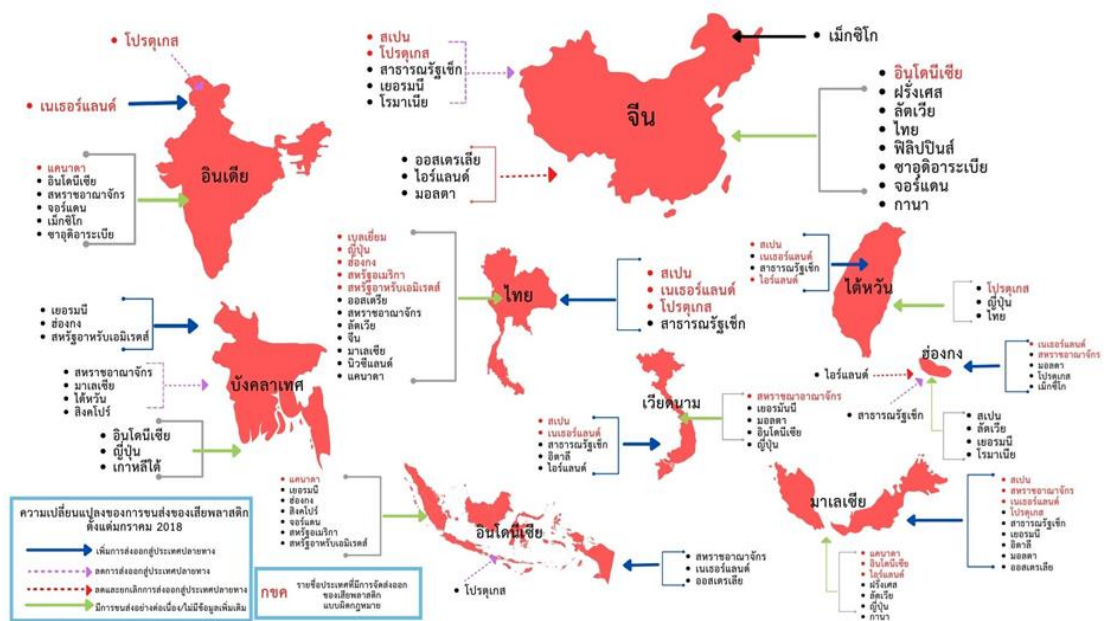 โปรตุเกส
เนเธอร์แลนด์
แคนาดา
อินโดนีเซีย
สหราชอาณาจักร
จอร์แดน
เม็กซิโก
ซาอุดิอาระเบีย
อินเดีย
สเปน
โปรตุเกส
สาธารณรัฐเช็ก
เยอรมนี
โรมาเนีย
ออสเตรเลีย
ไอร์แลนด์
มอลตา
จีน
เม็กซิโก
อินโดนีเซีย
ฝรั่งเศส
ลัตเวีย
ไทย
ฟิลิปปินส์
ซาอุดิอาระเบีย
จอร์แดน
กานา
เยอรมนี
ฮ่องกง
สหรัฐอาหรับเอมิเรตส์
สหราชอาณาจักร
มาเลเซีย
ไต้หวัน
สิงคโปร์
อินโดนีเซีย
ญี่ปุ่น
เกาหลีใต้
บังคลาเทศ
เบลเยี่ยม
ญี่ปุ่น
ฮ่องกง
สหรัฐอเมริกา
สหรัฐอาหรับเอมิเรตส์
ออสเตรีย
สหราชอาณาจักร
ลัตเวีย
จีน
มาเลเซีย
นิวซีแลนด์
แคนาดา
ไทย
สเปน
เนเธอร์แลนด์
โปรตุเกส
สาธารณรัฐเช็ก
สเปน
เนเธอร์แลนด์
สาธารณรัฐเช็ก
ไอร์แลนด์
ไต้หวัน
โปรตุเกส
ญี่ปุ่น
ไทย
ฮ่องกง
ไอร์แลนด์
สาธารณรัฐเช็ก
เนเธอร์แลนด์
สหราชอาณาจักร
มอลตา
โปรตุเกส
เม็กซิโก
สเปน
ลัตเวีย
เยอรมนี
โรมาเนีย
เวียดนาม
สเปน
เนเธอร์แลนด์
สาธารณรัฐเช็ก
อิตาลี
ไอร์แลนด์
สหราชาอาณาจักร
เยอรมันนี
มอลตา
อินโดนีเซีย
ญี่ปุ่น
แคนาดา
เยอรมนี
ฮ่องกง
สิงคโปร์
จอร์แดน
สหรัฐอเมริกา
สหรัฐอาหรับเอมิเรตส์
อินโดนีเซีย
โปรตุเกส
สหราชอาณาจักร
เนเธอร์แลนด์
ออสเตรเลีย
มาเลเซีย
สเปน
สหราชอาณาจักร
เนเธอร์แลนด์
โปรตุเกส
สาธารณรัฐเช็ก
เยอรมนี
อิตาลี
มอลตา
ออสเตรเลีย
แคนาดา
อินโดนีเซีย
ไอร์แลนด์
ฝรั่งเศส
ลัตเวีย
ญี่ปุ่น
กานา
ความเปลี่ยนแปลงของการขนส่งของเสียพลาสติก
ตั้งแต่มกราคม 2018
เพิ่มการส่งออกสู่ประเทศปลายทาง
ลดการส่งออกสู่ประเทศปลายทาง
ลดและยกเลิกการส่งออกสู่ประเทศปลายทาง
มีการขนส่งอย่างต่อเนื่อง/ไม่มีข้อมูลเพิ่มเติม
กขค
รายชื่อประเทศที่มีการจัดส่งออก
ของเสียพลาสติก
แบบผิดกฎหมาย